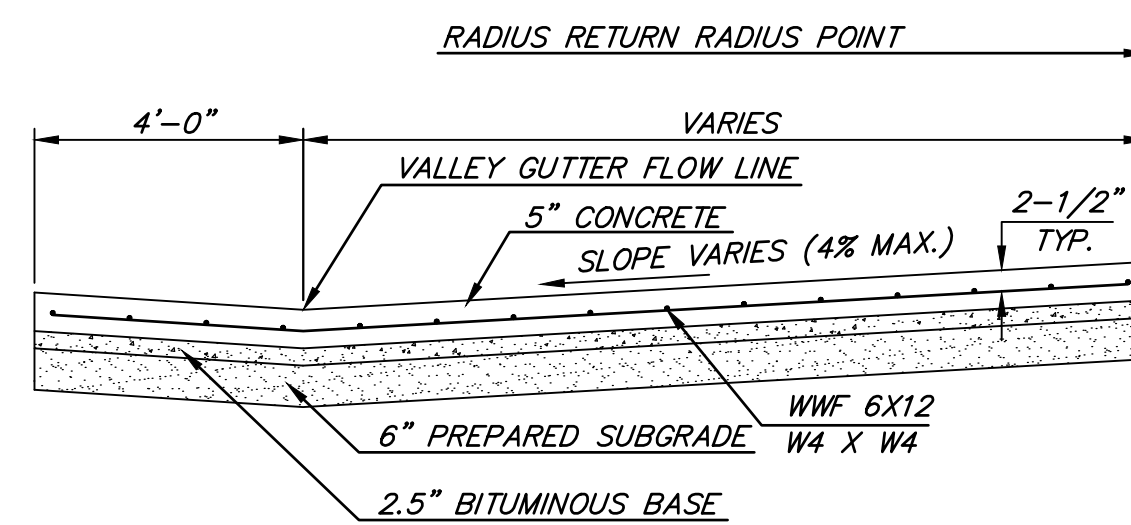 RADIUS RETURN RADIUS POINT
4'-0"
VARIES
VALLEY GUTTER FLOW LINE
5" CONCRETE
2-1/2"
TYP.
SLOPE VARIES (4% MAX.)
WWF 6X12
W4 X W4
6" PREPARED SUBGRADE
2.5" BITUMINOUS BASE